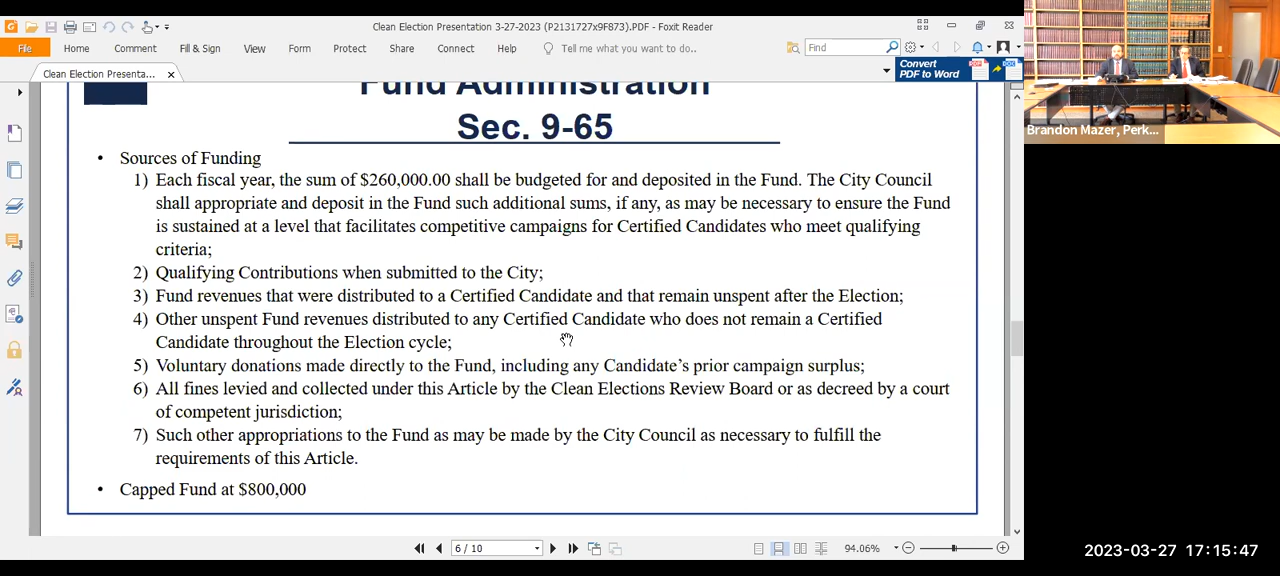 Clean Election Presentation 3-27-2023 (P2131727x9F873).PDF - Foxit Reader
File Home Comment Fill & Sign View Form Protect Share Connect Help Tell me what you want to do.. Find
Clean Election Presenta...
Convert
PDF to Word
Brandon Mazer, Perk...
Fund Administration
Sec. 9-65
• Sources of Funding
1) Each fiscal year, the sum of $260,000.00 shall be budgeted for and deposited in the Fund. The City Council
shall appropriate and deposit in the Fund such additional sums, if any, as may be necessary to ensure the Fund
is sustained at a level that facilitates competitive campaigns for Certified Candidates who meet qualifying
criteria;
2) Qualifying Contributions when submitted to the City;
3) Fund revenues that were distributed to a Certified Candidate and that remain unspent after the Election;
4) Other unspent Fund revenues distributed to any Certified Candidate who does not remain a Certified
Candidate throughout the Election cycle;
5) Voluntary donations made directly to the Fund, including any Candidate's prior campaign surplus;
6) All fines levied and collected under this Article by the Clean Elections Review Board or as decreed by a court
of competent jurisdiction;
7) Such other appropriations to the Fund as may be made by the City Council as necessary to fulfill the
requirements of this Article.
• Capped Fund at $800,000
6 / 10
94.06%
2023-03-27 17:15:47